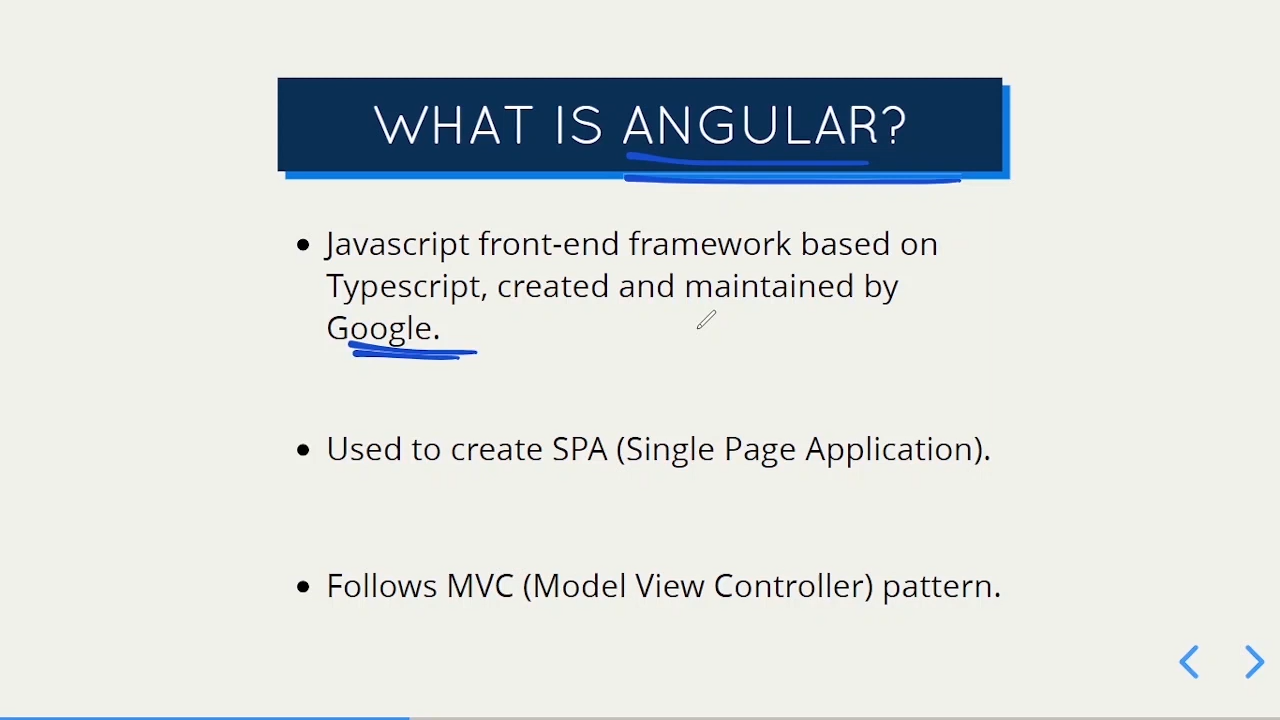 WHAT IS ANGULAR?
• Javascript front-end framework based on
Typescript, created and maintained by
Google.
• Used to create SPA (Single Page Application).
• Follows MVC (Model View Controller) pattern.